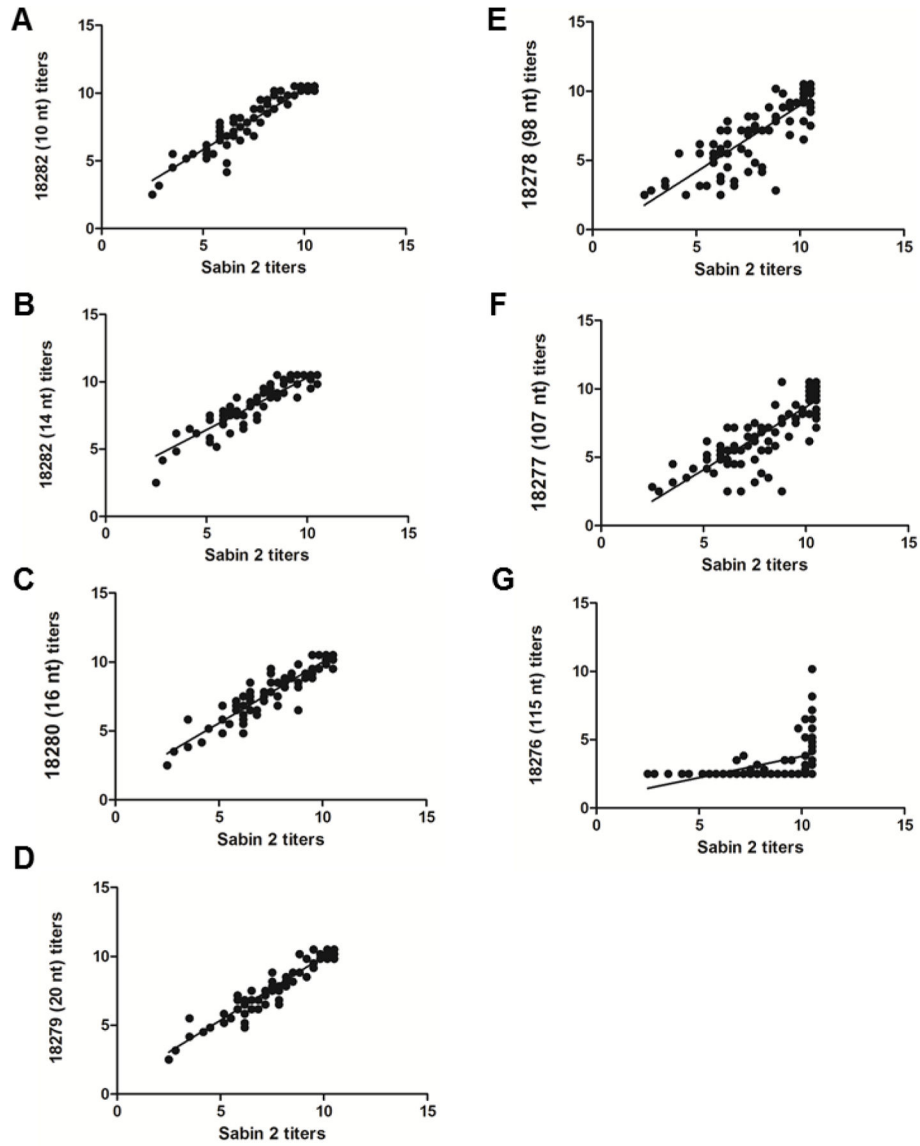 A
15
10
5
0
18282 (10 nt) titers
0 5 10 15
Sabin 2 titers
B
15
10
5
0
18282 (14 nt) titers
0 5 10 15
Sabin 2 titers
C
15
10
5
0
18280 (16 nt) titers
0 5 10 15
Sabin 2 titers
D
15
10
5
0
18279 (20 nt) titers
0 5 10 15
Sabin 2 titers
E
15
10
5
0
18278 (98 nt) titers
0 5 10 15
Sabin 2 titers
F
15
10
5
0
18277 (107 nt) titers
0 5 10 15
Sabin 2 titers
G
15
10
5
0
18276 (115 nt) titers
0 5 10 15
Sabin 2 titers